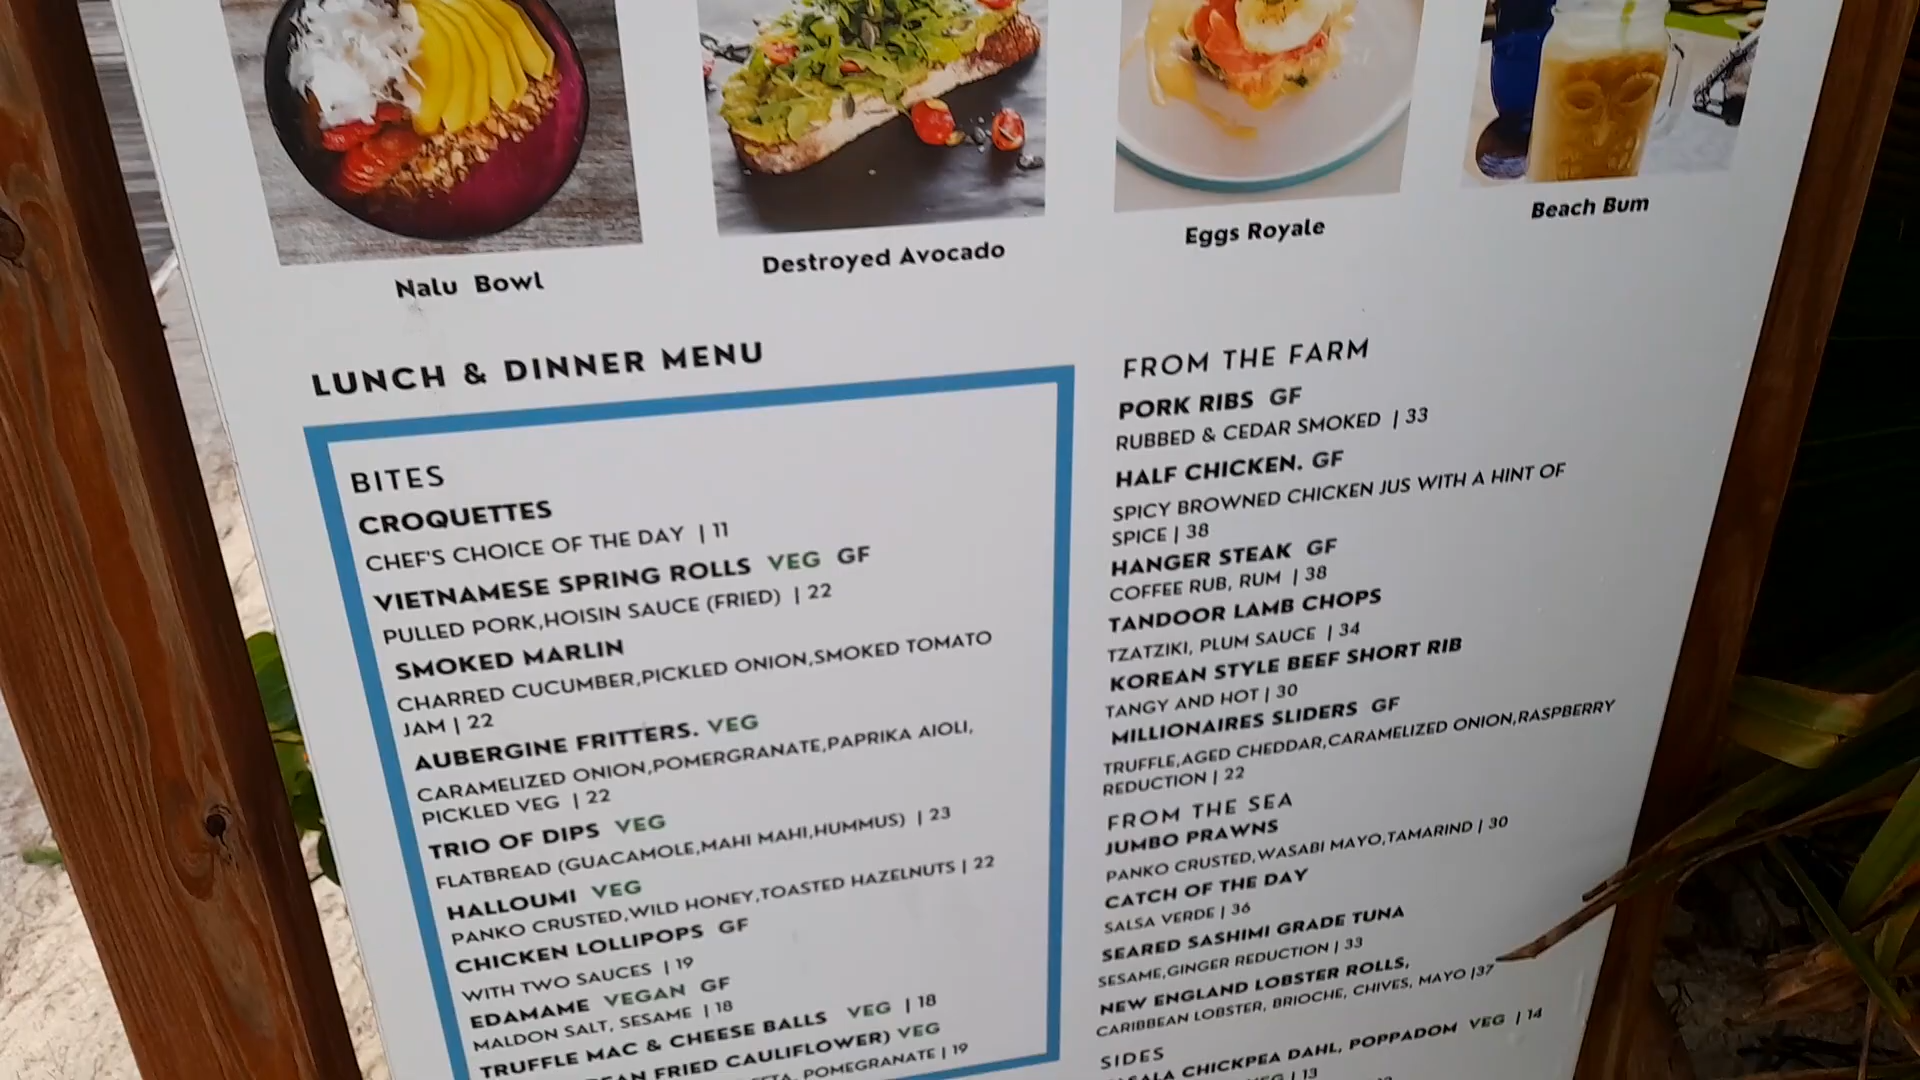 Nalu Bowl
Destroyed Avocado
Eggs Royale
Beach Bum
LUNCH & DINNER MENU
BITES
CROQUETTES
CHEF'S CHOICE OF THE DAY | 11
VIETNAMESE SPRING ROLLS VEG GF
PULLED PORK,HOISIN SAUCE (FRIED) | 22
SMOKED MARLIN
CHARRED CUCUMBER,PICKLED ONION,SMOKED TOMATO
JAM | 22
AUBERGINE FRITTERS. VEG
CARAMELIZED ONION,POMERGRANATE,PAPRIKA AIOLI,
PICKLED VEG | 22
TRIO OF DIPS VEG
FLATBREAD (GUACAMOLE,MAHI MAHI,HUMMUS) | 23
HALLOUMI VEG
PANKO CRUSTED,WILD HONEY,TOASTED HAZELNUTS | 22
CHICKEN LOLLIPOPS GF
WITH TWO SAUCES | 19
EDAMAME VEGAN GF
MALDON SALT, SESAME | 18
TRUFFLE MAC & CHEESE BALLS VEG | 18
FRIED CAULIFLOWER) VEG
POMEGRANATE | 19
FROM THE FARM
PORK RIBS GF
RUBBED & CEDAR SMOKED | 33
HALF CHICKEN. GF
SPICY BROWNED CHICKEN JUS WITH A HINT OF
SPICE | 38
HANGER STEAK GF
COFFEE RUB, RUM | 38
TANDOOR LAMB CHOPS
TZATZIKI, PLUM SAUCE | 34
KOREAN STYLE BEEF SHORT RIB
TANGY AND HOT | 30
MILLIONAIRES SLIDERS GF
TRUFFLE,AGED CHEDDAR,CARAMELIZED ONION,RASPBERRY
REDUCTION | 22
FROM THE SEA
JUMBO PRAWNS
PANKO CRUSTED,WASABI MAYO,TAMARIND | 30
CATCH OF THE DAY
SALSA VERDE | 36
SEARED SASHIMI GRADE TUNA
SESAME,GINGER REDUCTION | 33
NEW ENGLAND LOBSTER ROLLS,
CARIBBEAN LOBSTER, BRIOCHE, CHIVES, MAYO |37
SIDES
CHICKPEA DAHL, POPPADOM VEG | 14
| 13